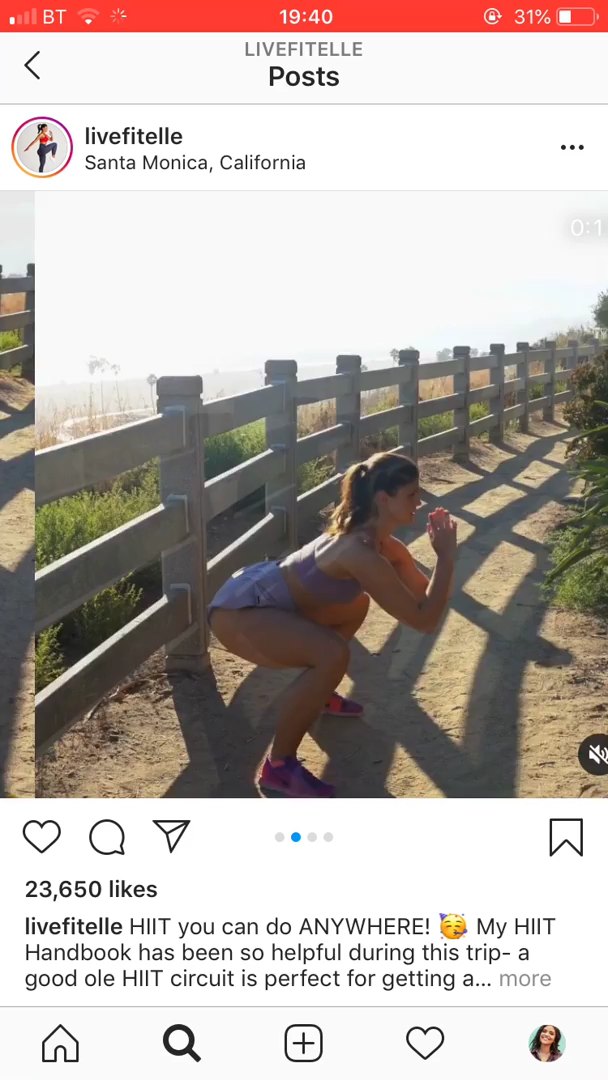 BT 19:40 31%
LIVEFITELLE
Posts
livefitelle
Santa Monica, California
0:1
23,650 likes
livefitelle HIIT you can do ANYWHERE! 🥳 My HIIT
Handbook has been so helpful during this trip- a
good ole HIIT circuit is perfect for getting a... more